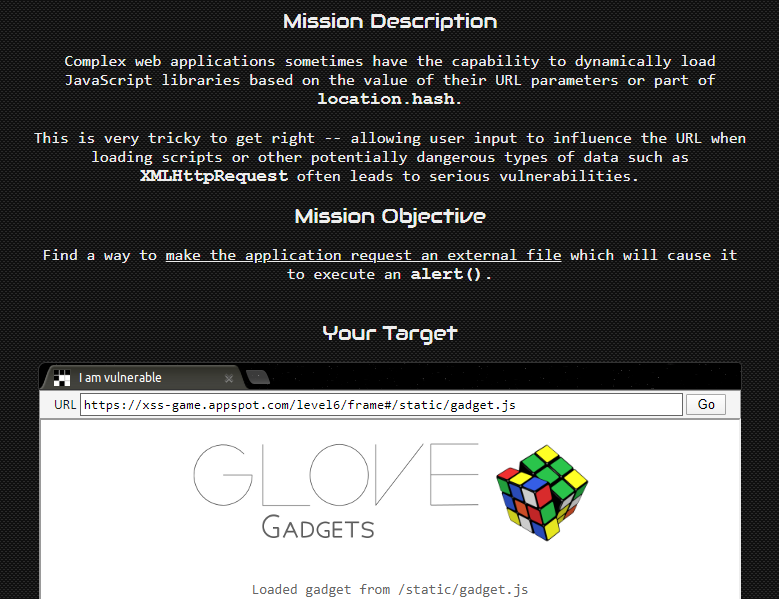 Mission Description
Complex web applications sometimes have the capability to dynamically load
JavaScript libraries based on the value of their URL parameters or part of
location.hash.
This is very tricky to get right -- allowing user input to influence the URL when
loading scripts or other potentially dangerous types of data such as
XMLHttpRequest often leads to serious vulnerabilities.
Mission Objective
Find a way to make the application request an external file which will cause it
to execute an alert().
Your Target
I am vulnerable
URL https://xss-game.appspot.com/level6/frame#/static/gadget.js Go
GLOVE
GADGETS
Loaded gadget from /static/gadget.js